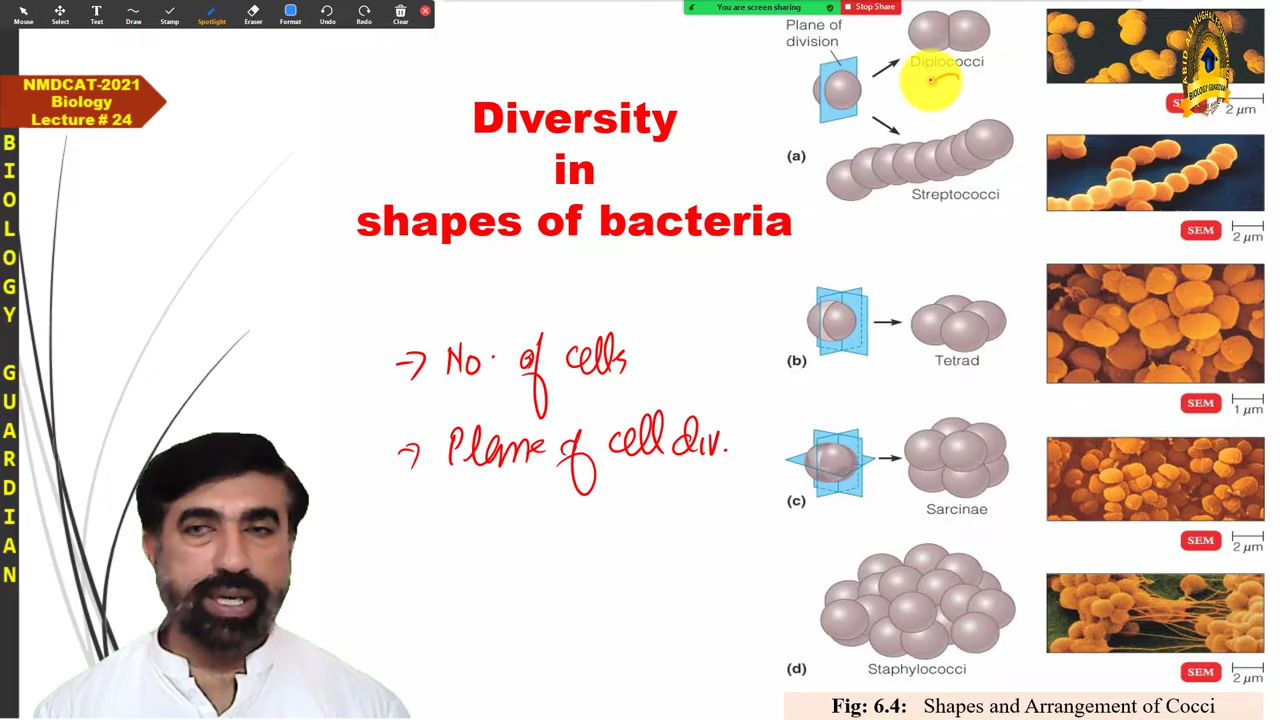 Mouse Select Text Draw Stamp Spotlight Eraser Format Undo Redo Clear
You are screen sharing Stop Share
NMDCAT-2021
Biology
Lecture # 24
BIOLOGY GUARDIAN
Diversity
in
shapes of bacteria
→ No. of cells
→ Plane of cell div.
Plane of
division
Diplococci
(a)
Streptococci
2 µm
SEM
2 µm
(b)
Tetrad
SEM
1 µm
(c)
Sarcinae
SEM
2 µm
(d)
Staphylococci
SEM
2 µm
Fig: 6.4: Shapes and Arrangement of Cocci